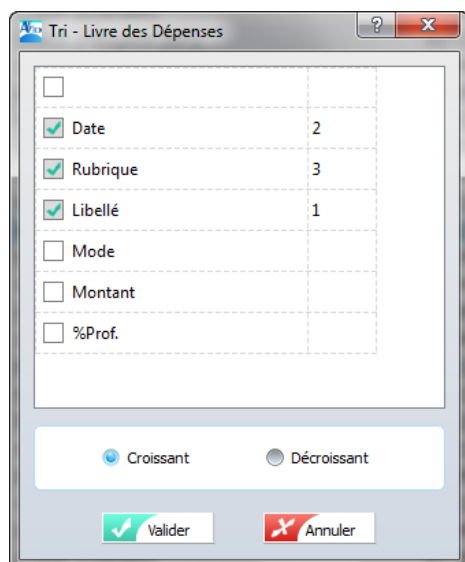 Tri - Livre des Dépenses
?
Date 2
Rubrique 3
Libellé 1
Mode
Montant
%Prof.
Croissant Décroissant
Valider Annuler